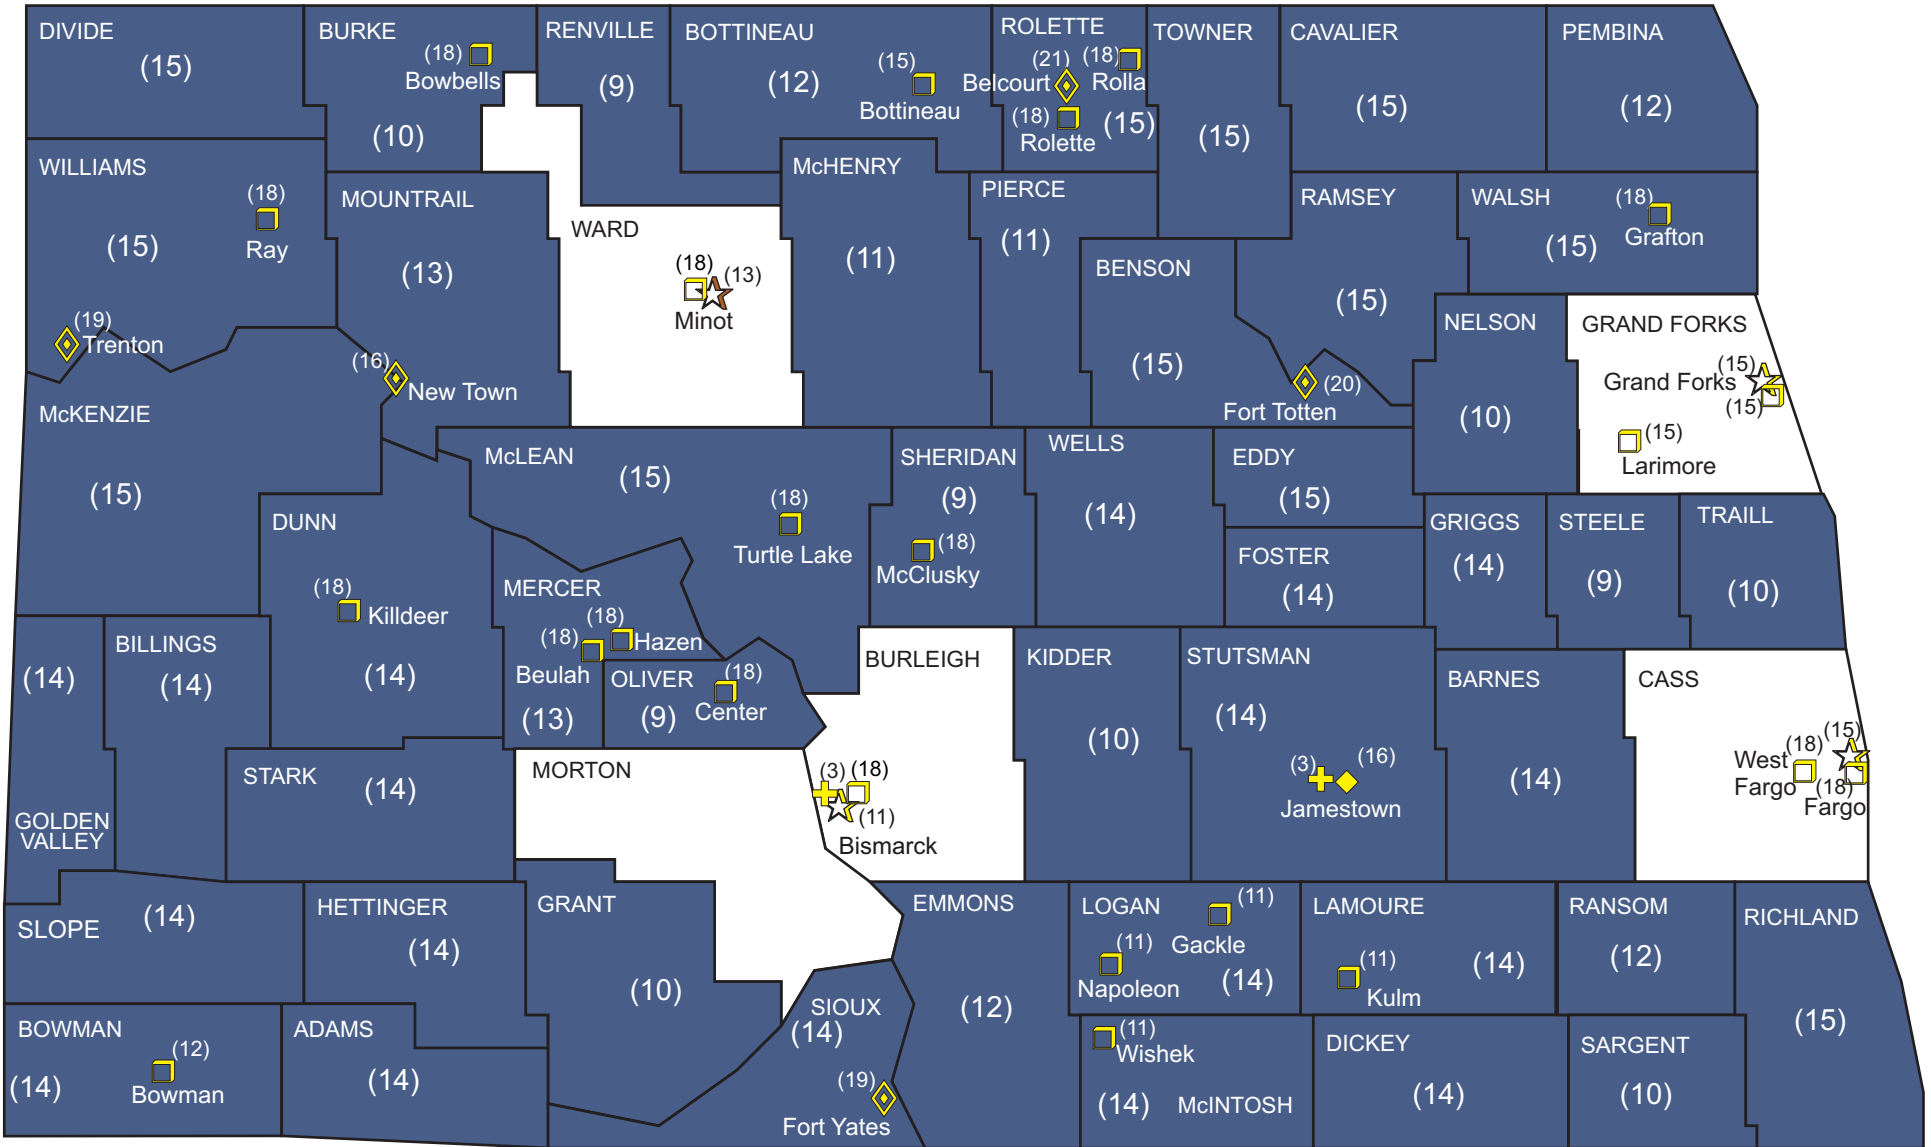 DIVIDE
(15)
BURKE
(18)
Bowbells
(10)
RENVILLE
(9)
BOTTINEAU
(12)
(15)
Bottineau
ROLETTE
(21)
(18)
Belcourt
Rolla
(18)
Rolette
(15)
TOWNER
(15)
CAVALIER
(15)
PEMBINA
(12)
WILLIAMS
(18)
Ray
(15)
(19)
Trenton
MOUNTRAIL
(13)
(16)
New Town
WARD
(18)
(13)
Minot
McHENRY
(11)
PIERCE
(11)
BENSON
(15)
RAMSEY
(15)
(20)
Fort Totten
WALSH
(18)
(15)
Grafton
NELSON
(10)
GRAND FORKS
(15)
Grand Forks
(15)
(15)
Larimore
McKENZIE
(15)
DUNN
(18)
Killdeer
(14)
McLEAN
(15)
(18)
Turtle Lake
SHERIDAN
(9)
(18)
McClusky
WELLS
(14)
EDDY
(15)
FOSTER
(14)
GRIGGS
(14)
STEELE
(9)
TRAILL
(10)
MERCER
(18)
(18)
Hazen
Beulah
(13)
OLIVER
(18)
(9)
Center
(14)
GOLDEN
VALLEY
BILLINGS
(14)
STARK
(14)
MORTON
BURLEIGH
(3)
(18)
(11)
Bismarck
KIDDER
(10)
STUTSMAN
(14)
(3)
(16)
Jamestown
BARNES
(14)
CASS
(15)
(18)
West
Fargo
(18)
Fargo
SLOPE
(14)
HETTINGER
(14)
GRANT
(10)
EMMONS
(12)
LOGAN
(11)
Gackle
(11)
Napoleon
(14)
LAMOURE
(11)
(14)
Kulm
RANSOM
(12)
RICHLAND
(15)
BOWMAN
(12)
(14)
Bowman
ADAMS
(14)
SIOUX
(14)
(19)
Fort Yates
(11)
Wishek
(14)
McINTOSH
DICKEY
(14)
SARGENT
(10)